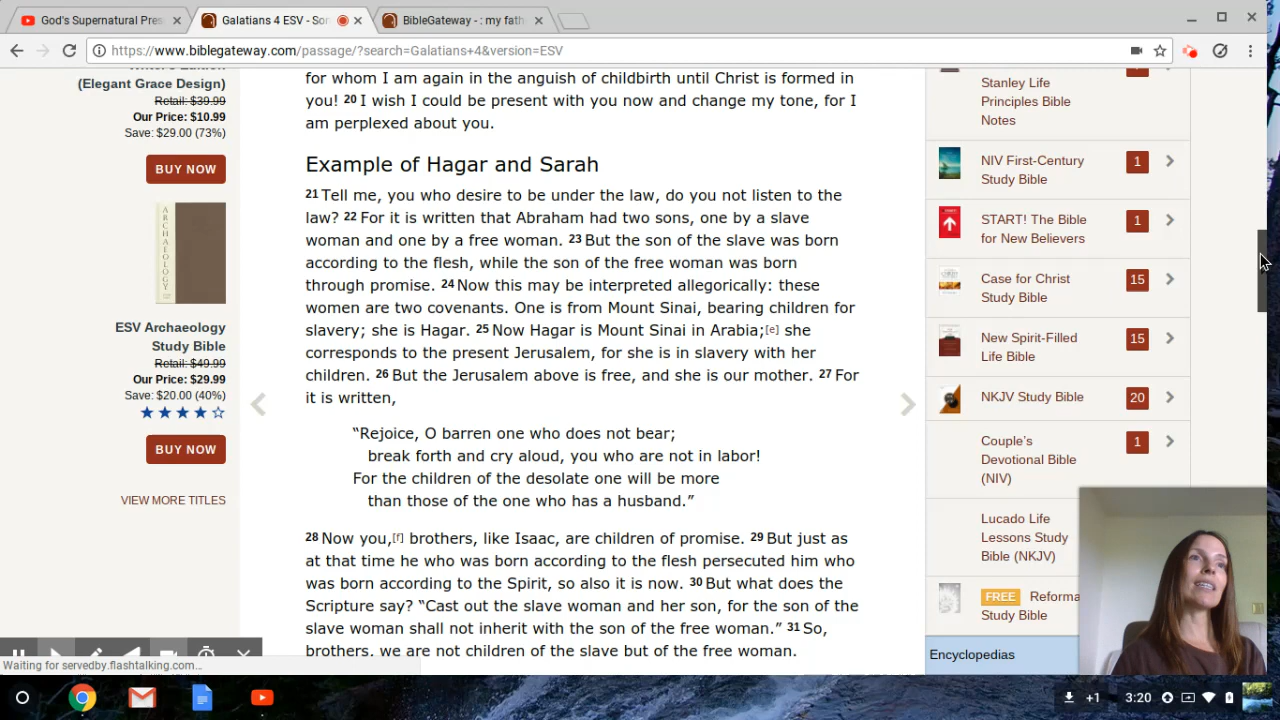 God's Supernatural Pres
Galatians 4 ESV - Son
BibleGateway - : my fath
https://www.biblegateway.com/passage/?search=Galatians+4&version=ESV
(Elegant Grace Design)
Retail: $39.99
Our Price: $10.99
Save: $29.00 (73%)
BUY NOW
ARCHAEOLOGY
STUDY BIBLE
ESV Archaeology
Study Bible
Retail: $49.99
Our Price: $29.99
Save: $20.00 (40%)
BUY NOW
VIEW MORE TITLES
for whom I am again in the anguish of childbirth until Christ is formed in
you! 20 I wish I could be present with you now and change my tone, for I
am perplexed about you.
Example of Hagar and Sarah
21 Tell me, you who desire to be under the law, do you not listen to the
law? 22 For it is written that Abraham had two sons, one by a slave
woman and one by a free woman. 23 But the son of the slave was born
according to the flesh, while the son of the free woman was born
through promise. 24 Now this may be interpreted allegorically: these
women are two covenants. One is from Mount Sinai, bearing children for
slavery; she is Hagar. 25 Now Hagar is Mount Sinai in Arabia;[e] she
corresponds to the present Jerusalem, for she is in slavery with her
children. 26 But the Jerusalem above is free, and she is our mother. 27 For
it is written,
“Rejoice, O barren one who does not bear;
break forth and cry aloud, you who are not in labor!
For the children of the desolate one will be more
than those of the one who has a husband.”
28 Now you,[f] brothers, like Isaac, are children of promise. 29 But just as
at that time he who was born according to the flesh persecuted him who
was born according to the Spirit, so also it is now. 30 But what does the
Scripture say? “Cast out the slave woman and her son, for the son of the
slave woman shall not inherit with the son of the free woman.” 31 So,
brothers, we are not children of the slave but of the free woman.
Stanley Life
Principles Bible
Notes
NIV First-Century
Study Bible
1
START! The Bible
for New Believers
1
Case for Christ
Study Bible
15
New Spirit-Filled
Life Bible
15
NKJV Study Bible
20
Couple's
Devotional Bible
(NIV)
1
Lucado Life
Lessons Study
Bible (NKJV)
FREE Reforma
Study Bible
Encyclopedias
Waiting for servedby.flashtalking.com...
+1
3:20